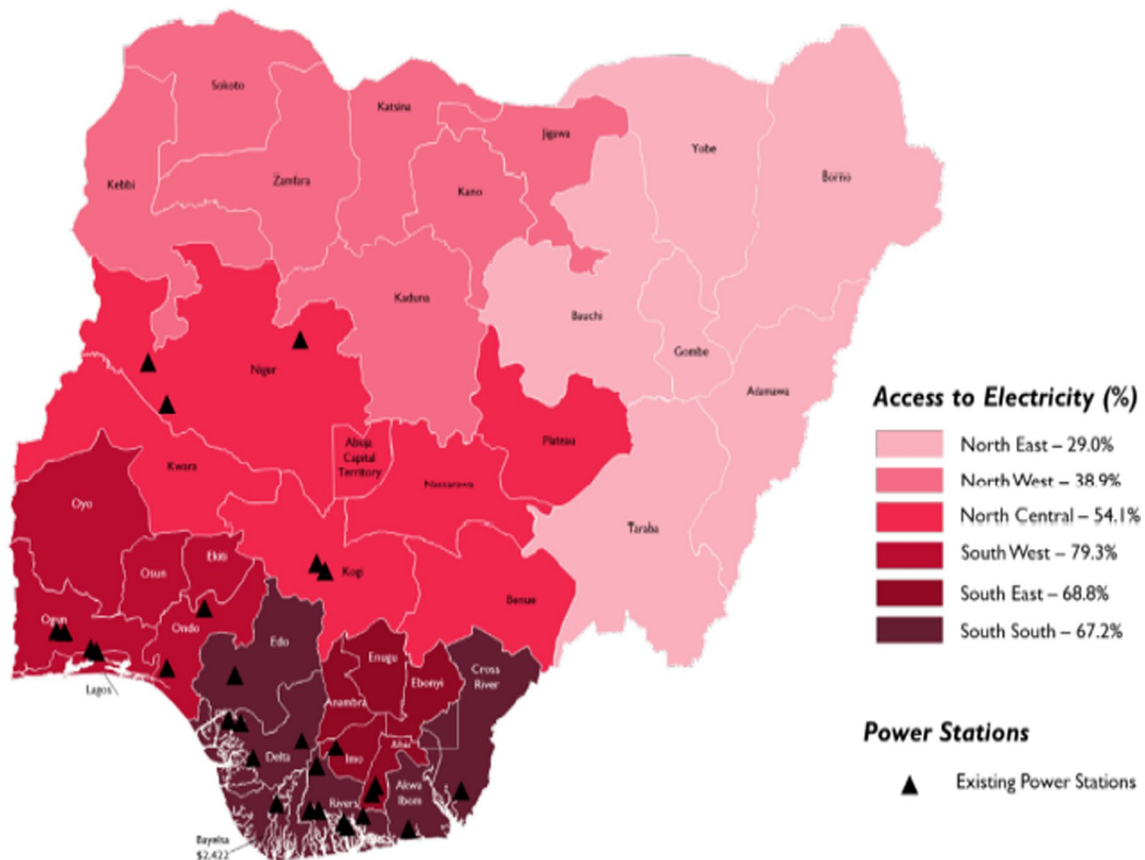 Sokoto
Katsina
Jigawa
Yobe
Borno
Kebbi
Zamfara
Kano
Kaduna
Bauchi
Gombe
Adamawa
Niger
Abuja
Capital
Territory
Plateau
Kwara
Nassarawa
Oyo
Taraba
Osun
Ekiti
Kogi
Benue
Ogun
Ondo
Edo
Enugu
Cross
River
Ebonyi
Lagos
Anambra
Delta
Imo
Abia
Rivers
Akwa
Ibom
Bayelsa
$2,422
Access to Electricity (%)
North East – 29.0%
North West – 38.9%
North Central – 54.1%
South West – 79.3%
South East – 68.8%
South South – 67.2%
Power Stations
Existing Power Stations